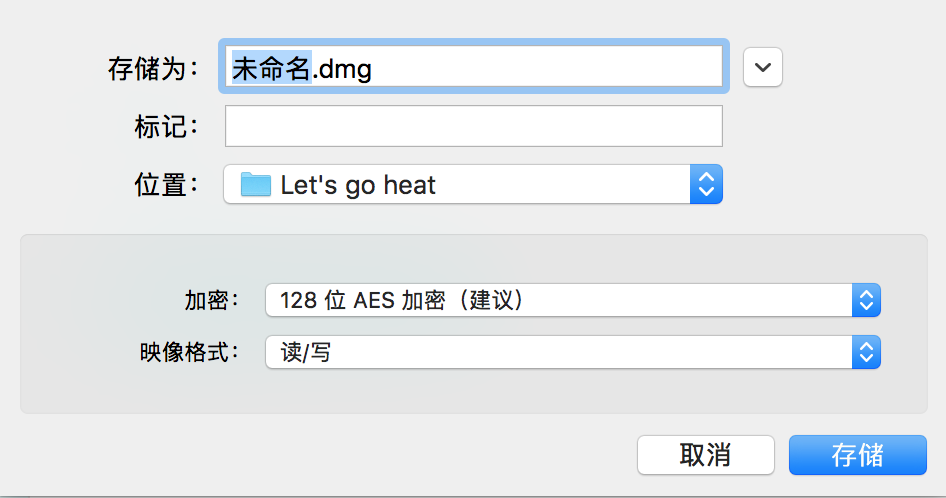 存储为： 未命名.dmg
标记：
位置： Let's go heat
加密： 128 位 AES 加密（建议）
映像格式： 读/写
取消 存储